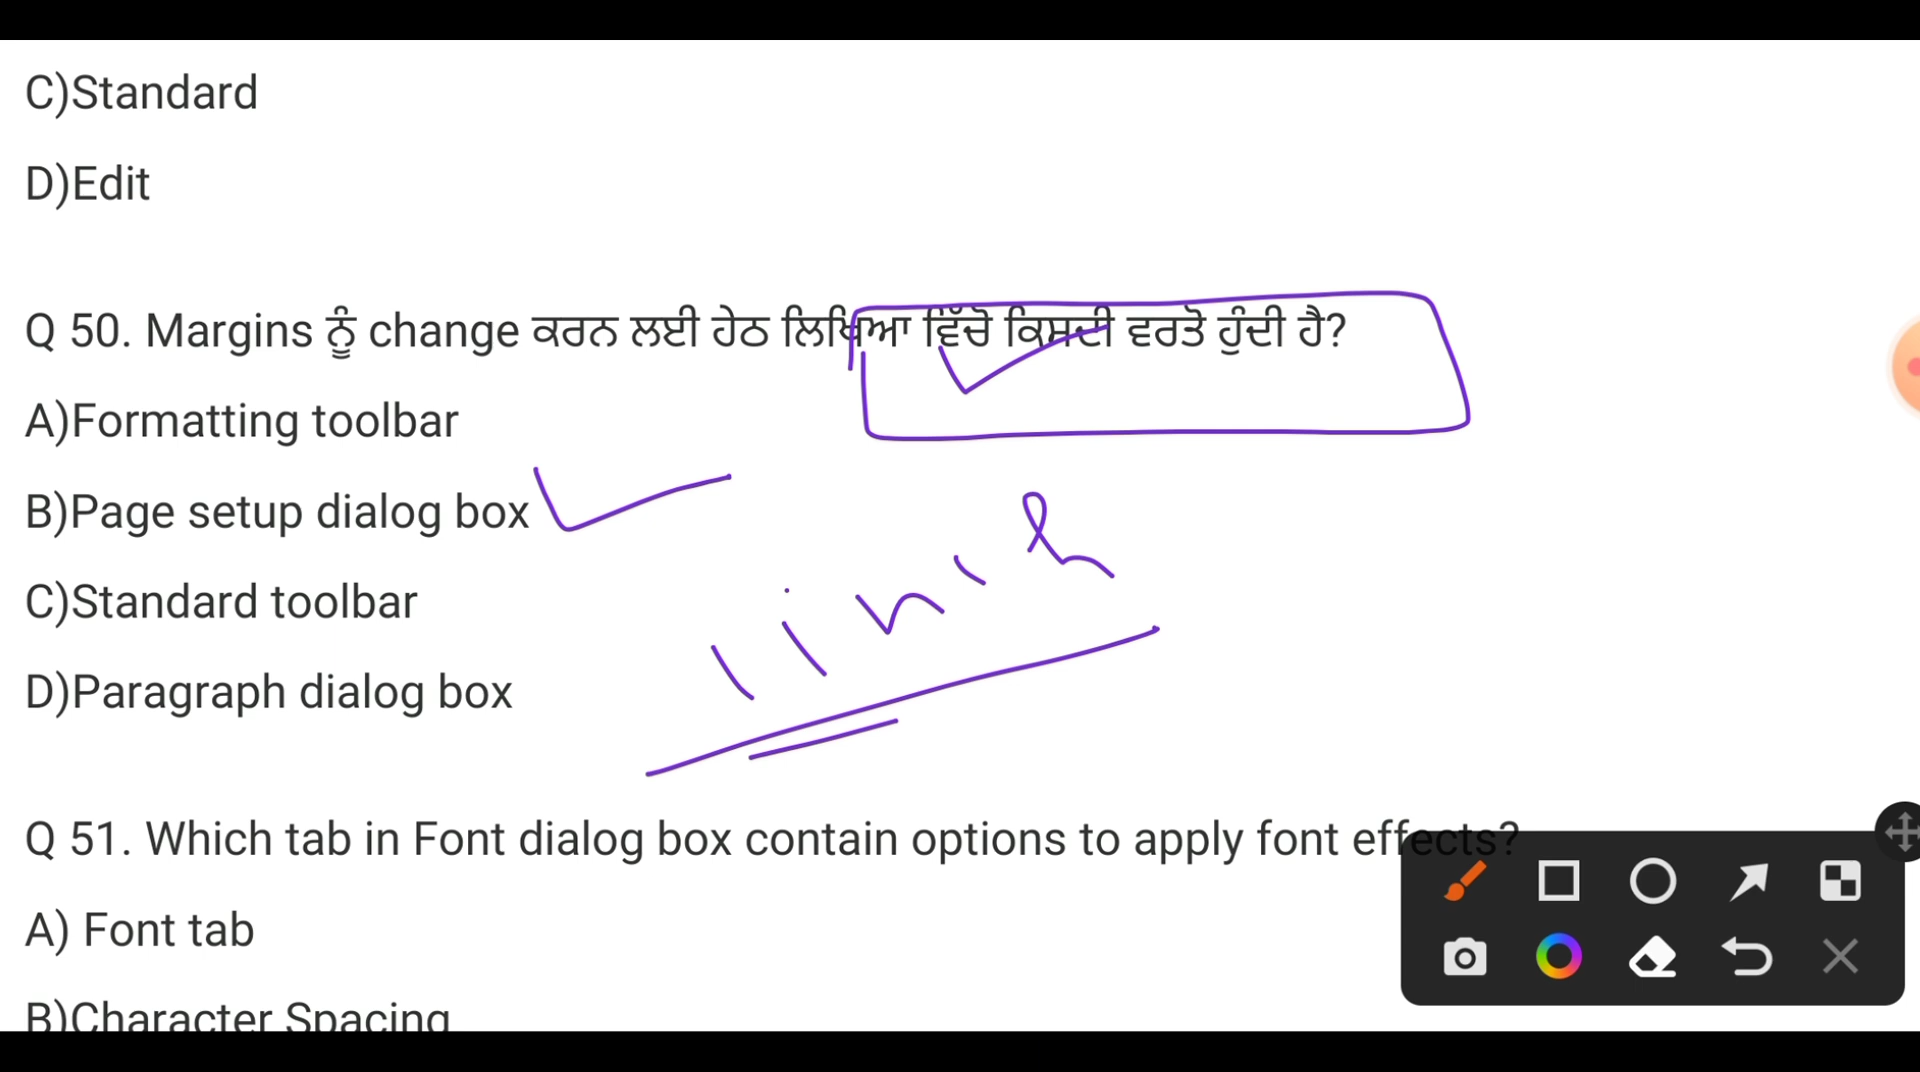 C)Standard
D)Edit
Q 50. Margins ਨੂੰ change ਕਰਨ ਲਈ ਹੇਠ ਲਿਖਿਆ ਵਿੱਚੋ ਕਿਸਦੀ ਵਰਤੋ ਹੁੰਦੀ ਹੈ?
A)Formatting toolbar
B)Page setup dialog box
C)Standard toolbar
D)Paragraph dialog box
Q 51. Which tab in Font dialog box contain options to apply font effects?
A) Font tab
B)Character Spacing